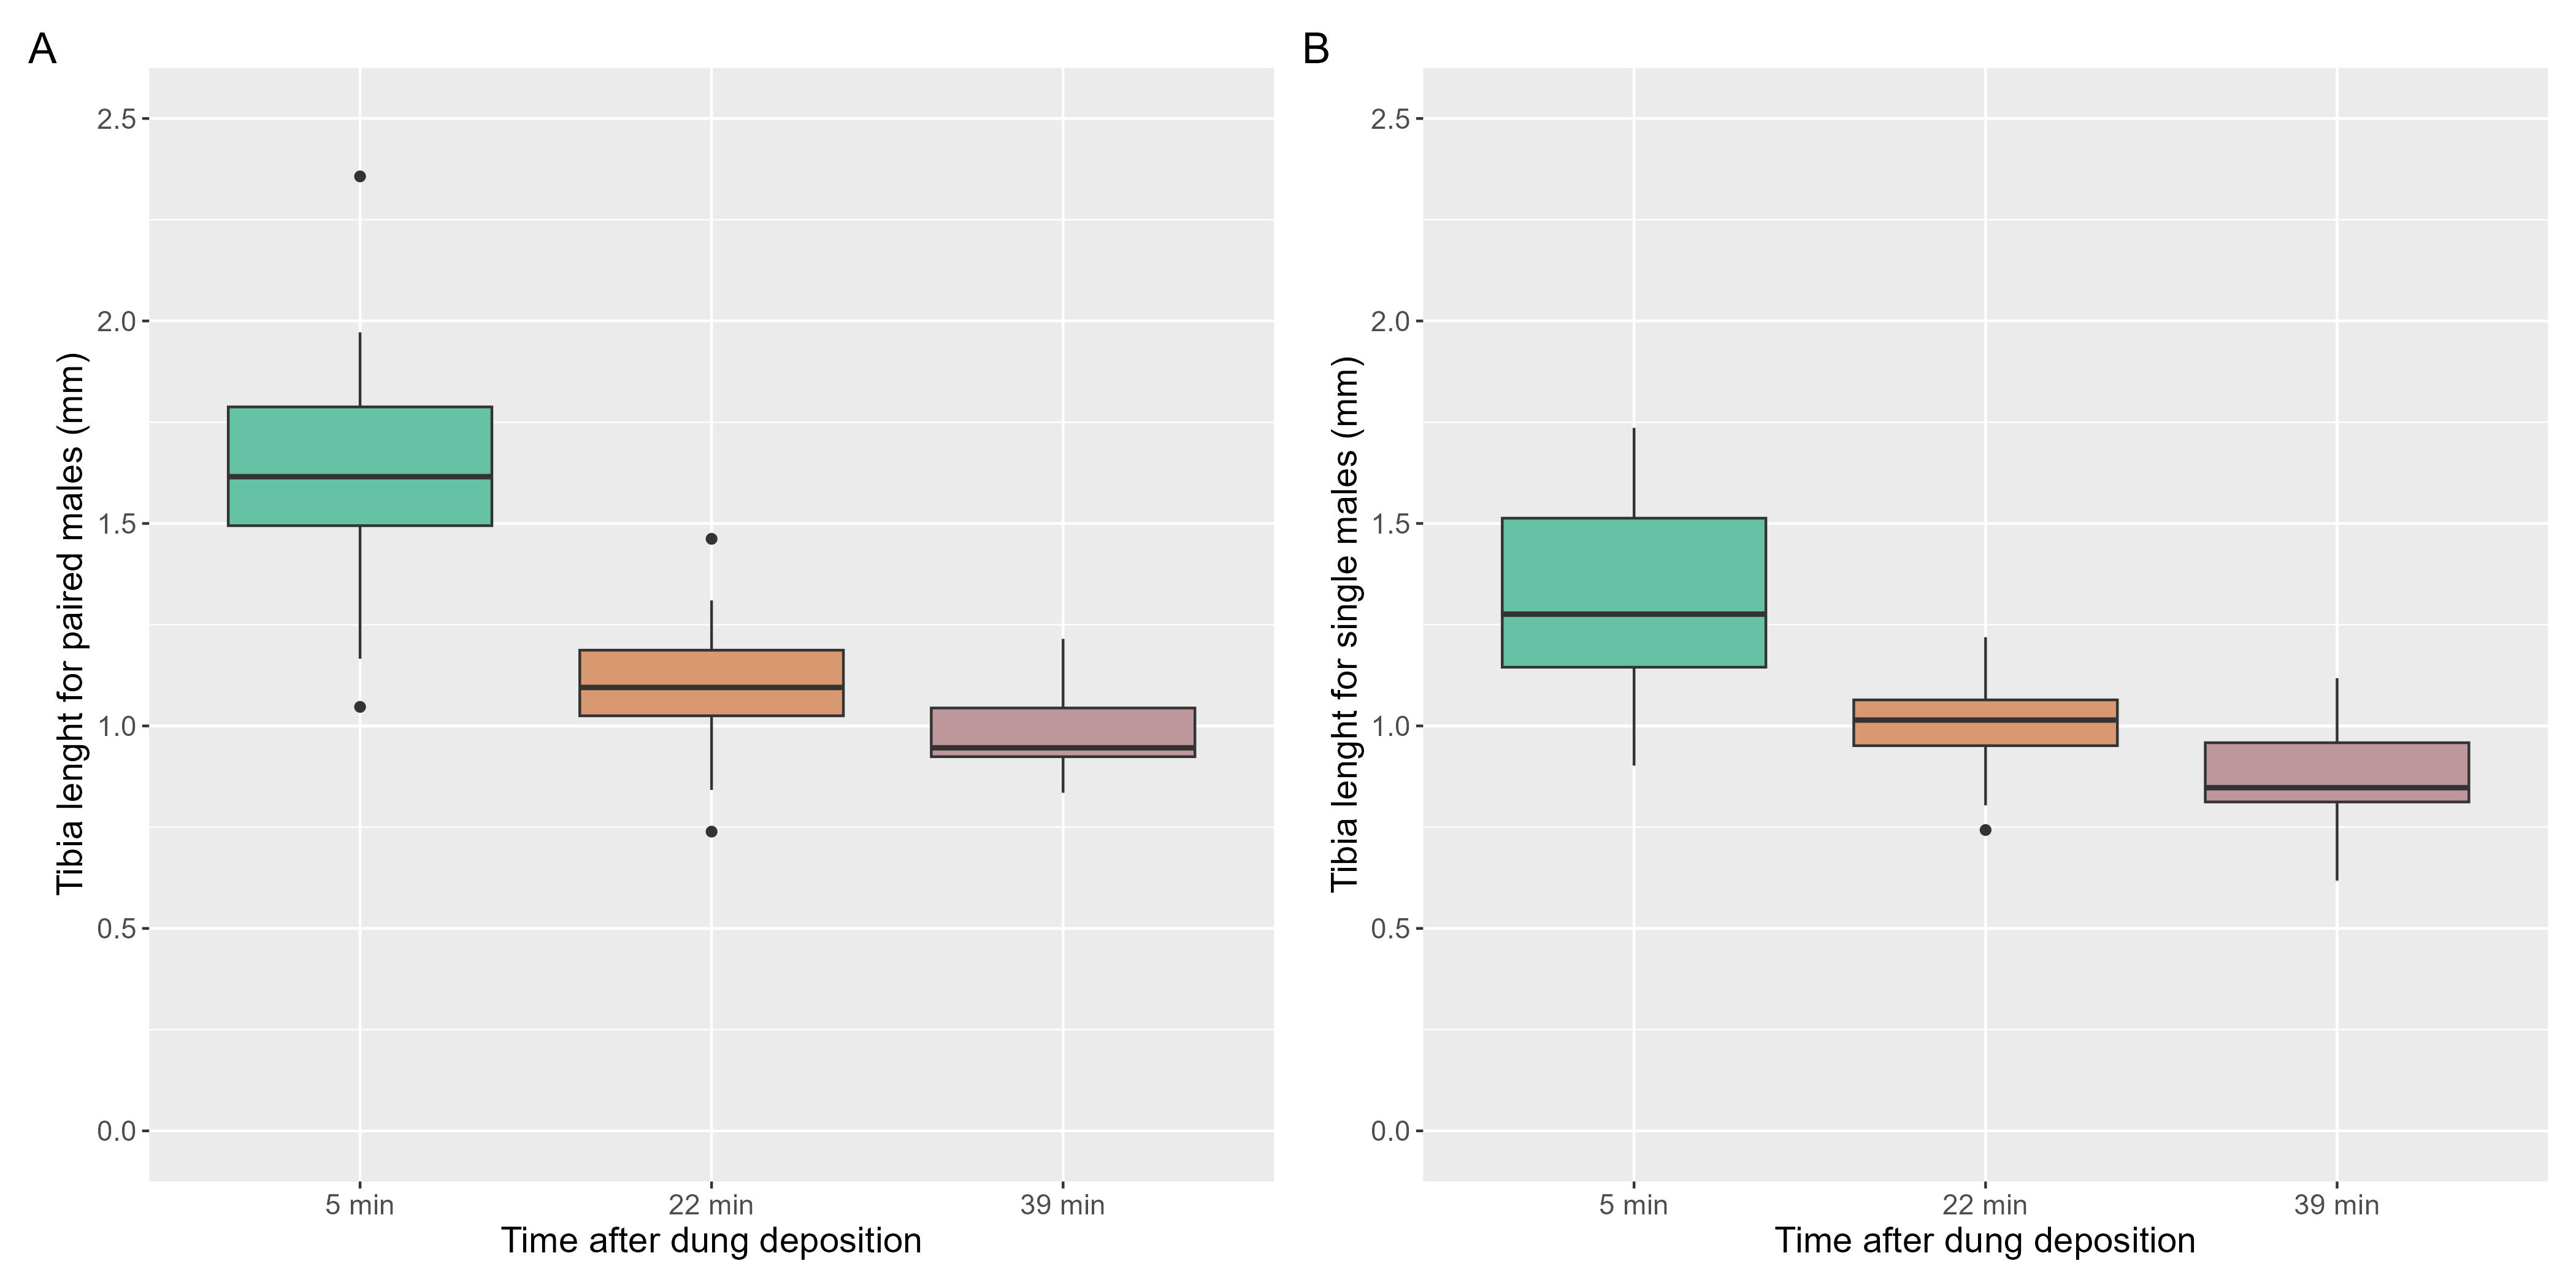 A
Tibia lenght for paired males (mm)
2.5
2.0
1.5
1.0
0.5
0.0
5 min
22 min
39 min
Time after dung deposition
B
Tibia lenght for single males (mm)
2.5
2.0
1.5
1.0
0.5
0.0
5 min
22 min
39 min
Time after dung deposition